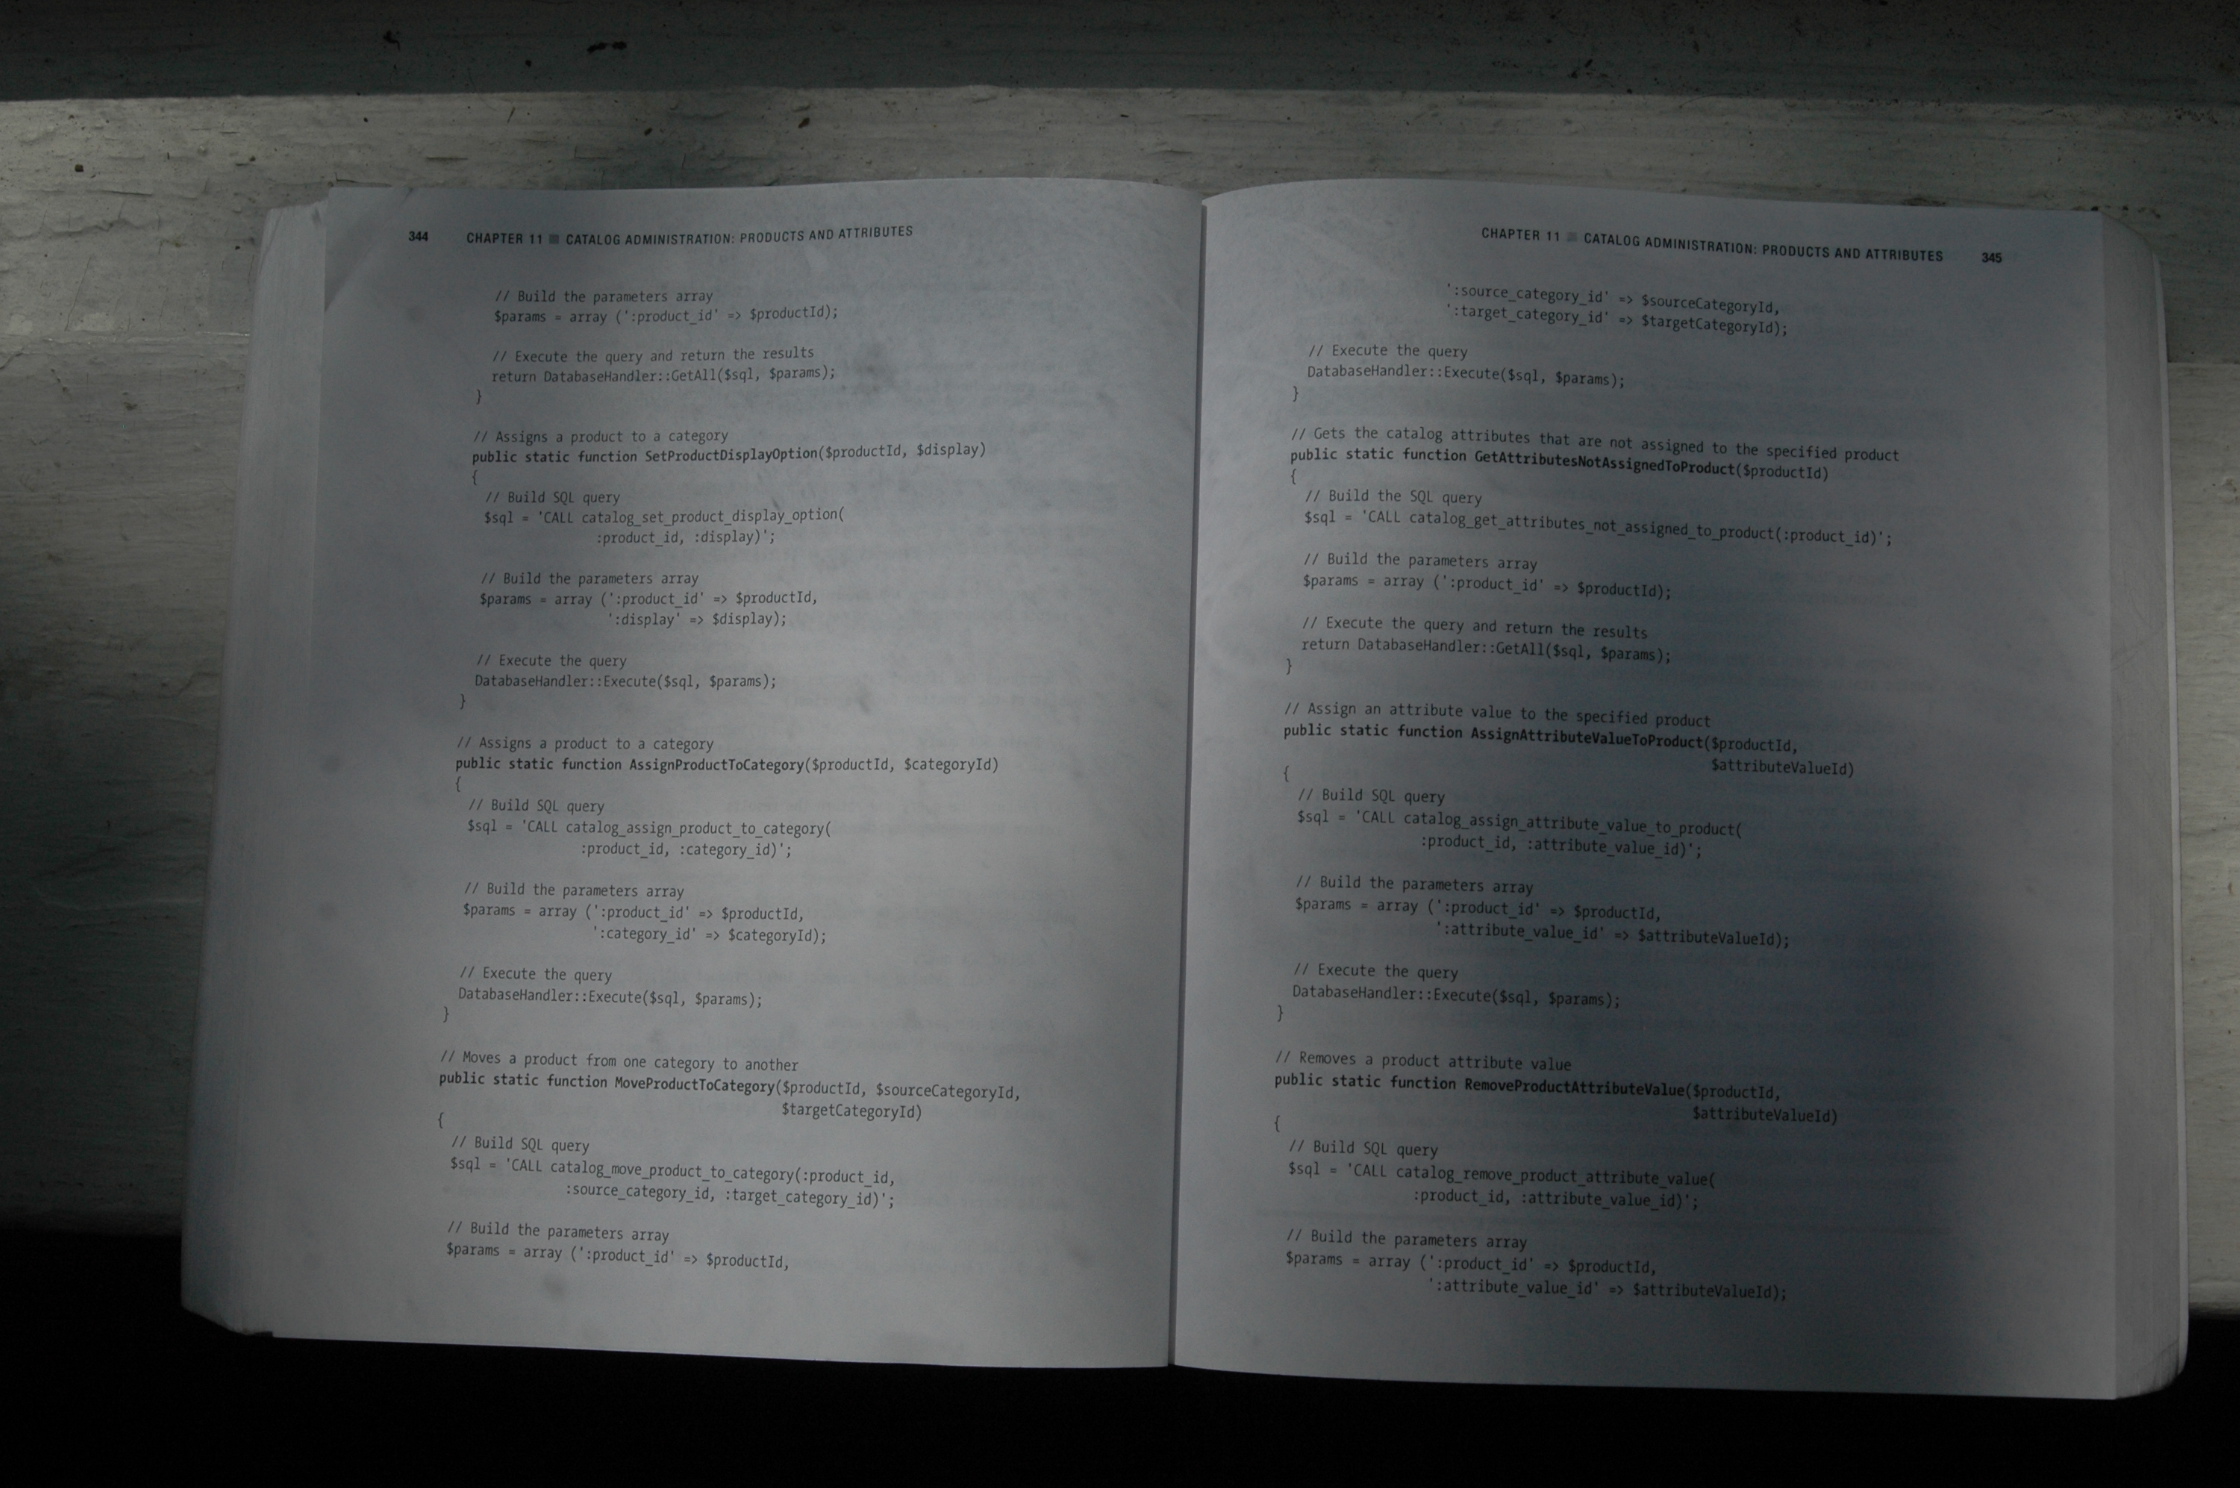 344 CHAPTER 11 ■ CATALOG ADMINISTRATION: PRODUCTS AND ATTRIBUTES
// Build the parameters array
$params = array (':product_id' => $productId);
// Execute the query and return the results
return DatabaseHandler::GetAll($sql, $params);
}
// Assigns a product to a category
public static function SetProductDisplayOption($productId, $display)
{
// Build SQL query
$sql = 'CALL catalog_set_product_display_option(
:product_id, :display)';
// Build the parameters array
$params = array (':product_id' => $productId,
':display' => $display);
// Execute the query
DatabaseHandler::Execute($sql, $params);
}
// Assigns a product to a category
public static function AssignProductToCategory($productId, $categoryId)
{
// Build SQL query
$sql = 'CALL catalog_assign_product_to_category(
:product_id, :category_id)';
// Build the parameters array
$params = array (':product_id' => $productId,
':category_id' => $categoryId);
// Execute the query
DatabaseHandler::Execute($sql, $params);
}
// Moves a product from one category to another
public static function MoveProductToCategory($productId, $sourceCategoryId,
$targetCategoryId)
{
// Build SQL query
$sql = 'CALL catalog_move_product_to_category(:product_id,
:source_category_id, :target_category_id)';
// Build the parameters array
$params = array (':product_id' => $productId,
CHAPTER 11 ■ CATALOG ADMINISTRATION: PRODUCTS AND ATTRIBUTES 345
':source_category_id' => $sourceCategoryId,
':target_category_id' => $targetCategoryId);
// Execute the query
DatabaseHandler::Execute($sql, $params);
}
// Gets the catalog attributes that are not assigned to the specified product
public static function GetAttributesNotAssignedToProduct($productId)
{
// Build the SQL query
$sql = 'CALL catalog_get_attributes_not_assigned_to_product(:product_id)';
// Build the parameters array
$params = array (':product_id' => $productId);
// Execute the query and return the results
return DatabaseHandler::GetAll($sql, $params);
}
// Assign an attribute value to the specified product
public static function AssignAttributeValueToProduct($productId,
$attributeValueId)
{
// Build SQL query
$sql = 'CALL catalog_assign_attribute_value_to_product(
:product_id, :attribute_value_id)';
// Build the parameters array
$params = array (':product_id' => $productId,
':attribute_value_id' => $attributeValueId);
// Execute the query
DatabaseHandler::Execute($sql, $params);
}
// Removes a product attribute value
public static function RemoveProductAttributeValue($productId,
$attributeValueId)
{
// Build SQL query
$sql = 'CALL catalog_remove_product_attribute_value(
:product_id, :attribute_value_id)';
// Build the parameters array
$params = array (':product_id' => $productId,
':attribute_value_id' => $attributeValueId);